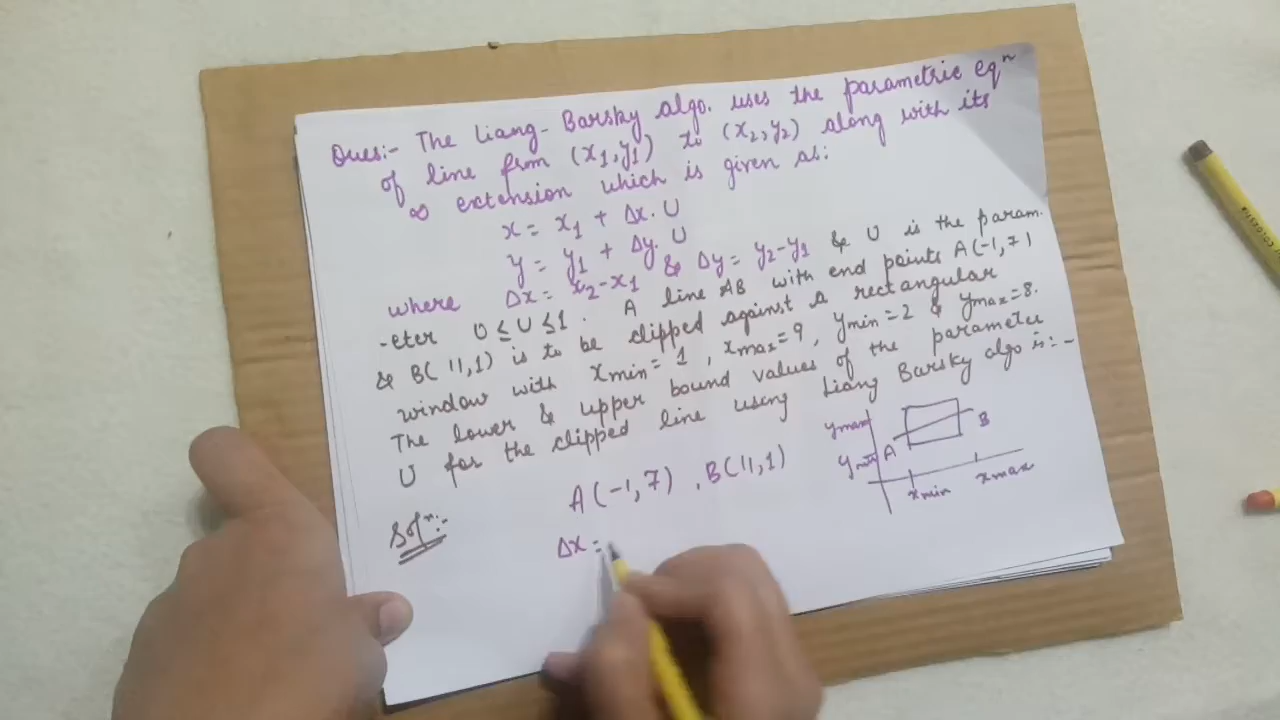 Ques:- The Liang-Barsky algo. uses the parametric eqⁿ
of line from (x₁,y₁) to (x₂,y₂) along with its
∞ extension which is given as:
x = x₁ + Δx. U
y = y₁ + Δy. U
where Δx = x₂-x₁ & Δy = y₂-y₁ & U is the param
-eter 0 ≤ U ≤ 1. A line AB with end points A(-1,7)
& B(11,1) is to be clipped against a rectangular
window with xmin = 1, xmax = 9, ymin = 2 & ymax = 8.
The lower & upper bound values of the parameter
U for the clipped line using Liang Barsky algo is:-
ymax
B
ymin A
xmin xmax
Solⁿ:-
A(-1,7), B(11,1)
Δx =